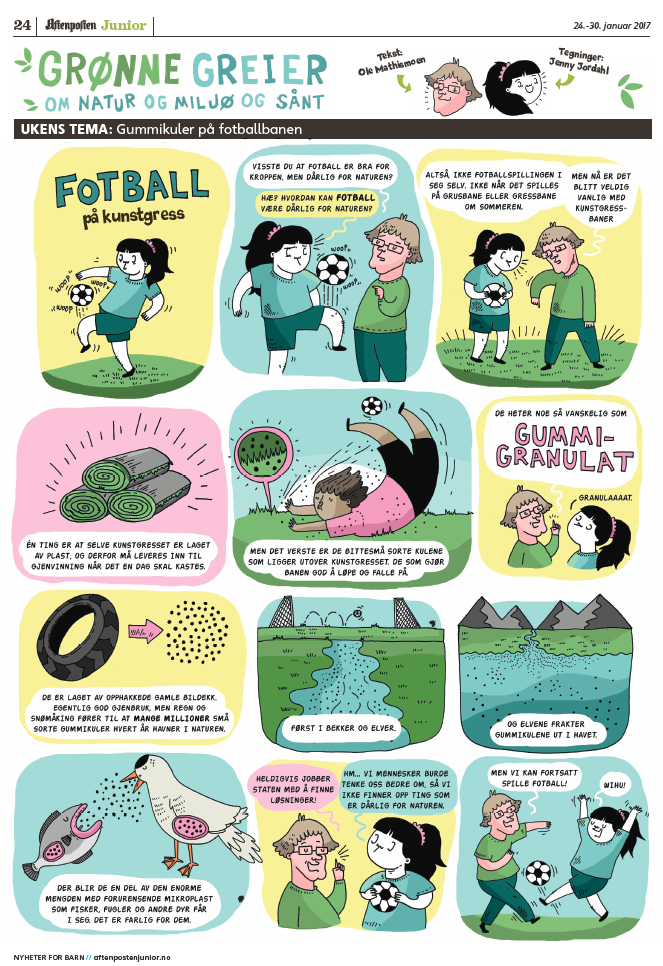 24 Aftenposten Junior
24.-30. januar 2017
GRØNNE GREIER
OM NATUR OG MILJØ OG SÅNT
Tekst:
Ole Mathismoen
Tegninger:
Jenny Jordahl
UKENS TEMA: Gummikuler på fotballbanen
FOTBALL
på kunstgress
WOOP
WOOP
WOOP
VISSTE DU AT FOTBALL ER BRA FOR
KROPPEN, MEN DÅRLIG FOR NATUREN?
HÆ? HVORDAN KAN FOTBALL
VÆRE DÅRLIG FOR NATUREN?
WOOP
WOOP
ALTSÅ, IKKE FOTBALLSPILLINGEN I
SEG SELV. IKKE NÅR DET SPILLES
PÅ GRUSBANE ELLER GRESSBANE
OM SOMMEREN.
MEN NÅ ER DET
BLITT VELDIG
VANLIG MED
KUNSTGRESS-
BANER
ÉN TING ER AT SELVE KUNSTGRESSET ER LAGET
AV PLAST, OG DERFOR MÅ LEVERES INN TIL
GJENVINNING NÅR DET EN DAG SKAL KASTES.
MEN DET VERSTE ER DE BITTESMÅ SORTE KULENE
SOM LIGGER UTOVER KUNSTGRESSET. DE SOM GJØR
BANEN GOD Å LØPE OG FALLE PÅ.
DE HETER NOE SÅ VANSKELIG SOM
GUMMI-
GRANULAT
GRANULAAAAT.
DE ER LAGET AV OPPHAKKEDE GAMLE BILDEKK.
EGENTLIG GOD GJENBRUK, MEN REGN OG
SNØMÅKING FØRER TIL AT MANGE MILLIONER SMÅ
SORTE GUMMIKULER HVERT ÅR HAVNER I NATUREN.
FØRST I BEKKER OG ELVER.
OG ELVENE FRAKTER
GUMMIKULENE UT I HAVET.
DER BLIR DE EN DEL AV DEN ENORME
MENGDEN MED FORURENSENDE MIKROPLAST
SOM FISKER, FUGLER OG ANDRE DYR FÅR
I SEG. DET ER FARLIG FOR DEM.
HELDIGVIS JOBBER
STATEN MED Å FINNE
LØSNINGER!
HM... VI MENNESKER BURDE
TENKE OSS BEDRE OM, SÅ VI
IKKE FINNER OPP TING SOM
ER DÅRLIG FOR NATUREN.
MEN VI KAN FORTSATT
SPILLE FOTBALL!
WIHU!
NYHETER FOR BARN // aftenpostenjunior.no